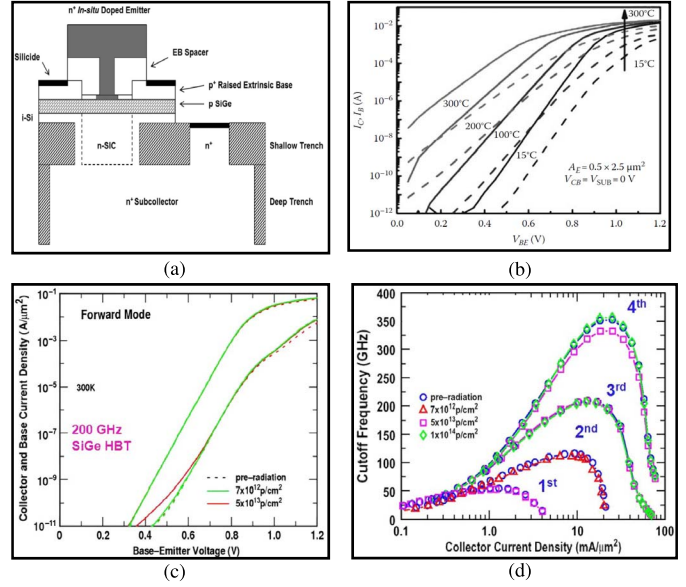 n⁺ In-situ Doped Emitter
EB Spacer
Silicide
p⁺ Raised Extrinsic Base
p SiGe
i-Si
n-SIC
n⁺
Shallow Trench
n⁺ Subcollector
Deep Trench
(a)
I_C, I_B (A)
10⁻²
10⁻⁴
10⁻⁶
10⁻⁸
10⁻¹⁰
10⁻¹²
300°C
15°C
300°C
200°C
100°C
15°C
A_E = 0.5 × 2.5 μm²
V_CB = V_SUB = 0 V
0.0 0.2 0.4 0.6 0.8 1.0 1.2
V_BE (V)
(b)
Collector and Base Current Density (A/μm²)
10⁻¹
10⁻³
10⁻⁵
10⁻⁷
10⁻⁹
10⁻¹¹
Forward Mode
300K
200 GHz
SiGe HBT
pre–radiation
7x10¹²p/cm²
5x10¹³p/cm²
0.2 0.4 0.6 0.8 1.0 1.2
Base–Emitter Voltage (V)
(c)
Cutoff Frequency (GHz)
400
350
300
250
200
150
100
50
0
pre–radiation
7x10¹²p/cm²
5x10¹³p/cm²
1x10¹⁴p/cm²
4th
3rd
2nd
1st
0.1 1.0 10 100
Collector Current Density (mA/μm²)
(d)